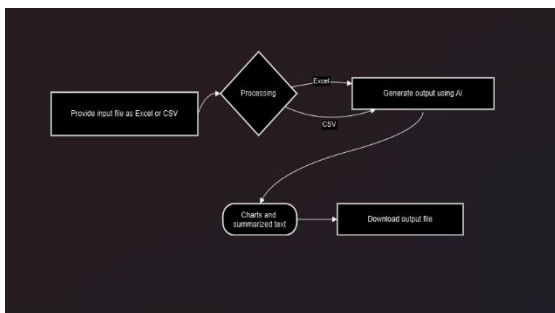 Provide input file as Excel or CSV
Processing
Excel
CSV
Generate output using AI
Charts and
summarized text
Download output file